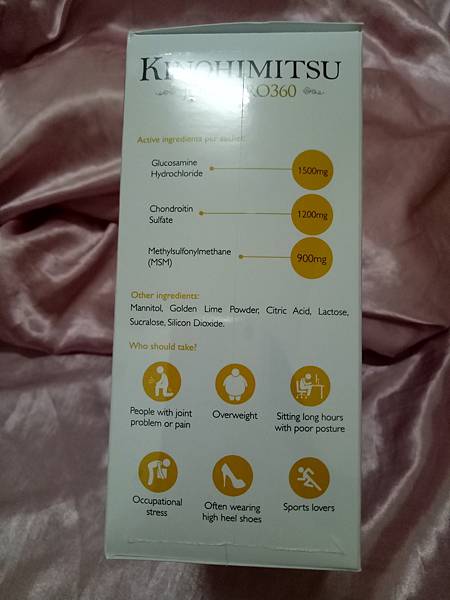 KINOHIMITSU
Active ingredients per sachet:
Glucosamine
Hydrochloride
1500mg
Chondroitin
Sulfate
1200mg
Methylsulfonylmethane
(MSM)
900mg
Other ingredients:
Mannitol, Golden Lime Powder, Citric Acid, Lactose,
Sucralose, Silicon Dioxide.
Who should take?
People with joint
problem or pain
Overweight
Sitting long hours
with poor posture
Occupational
stress
Often wearing
high heel shoes
Sports lovers